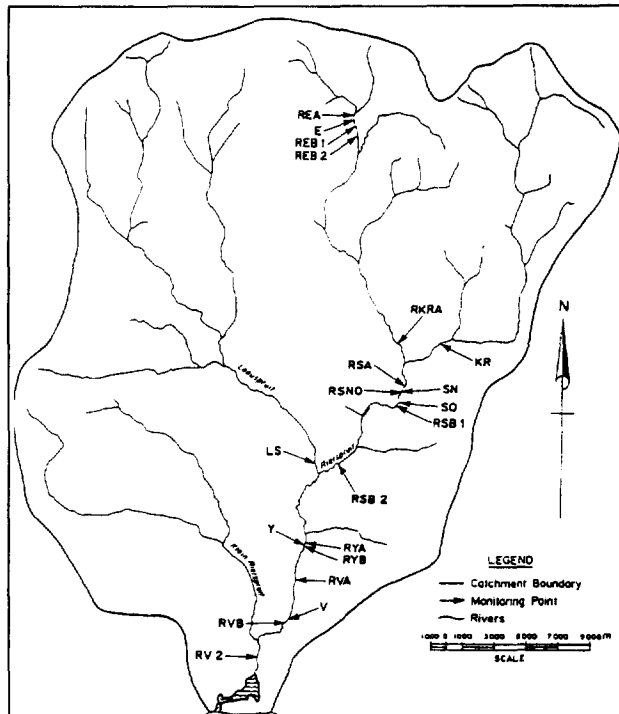 REA
E
REB 1
REB 2
RKRA
N
KR
RSA
RSNO
SN
SO
RSB 1
LS
RSB 2
Y
RYA
RYB
RVA
V
RVB
RV 2
LEGEND
Catchment Boundary
Monitoring Point
Rivers
SCALE